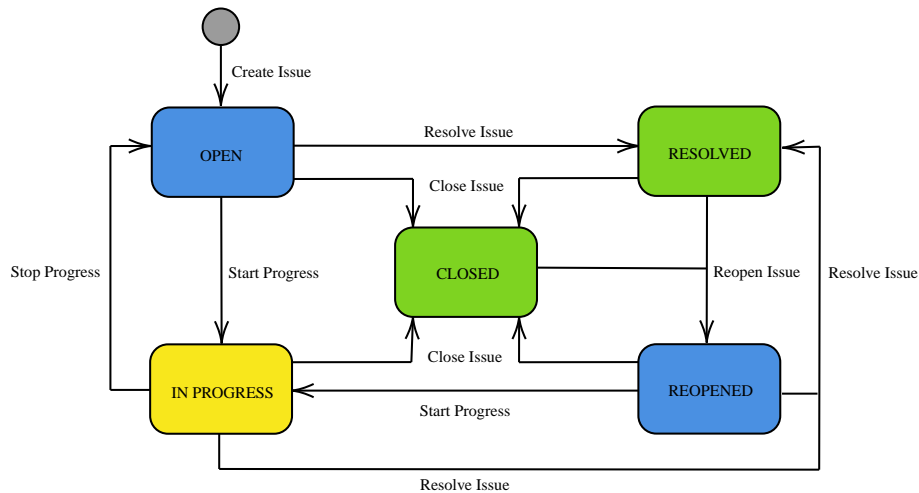 Create Issue
OPEN
Resolve Issue
RESOLVED
Close Issue
Stop Progress
Start Progress
CLOSED
Reopen Issue
Resolve Issue
Close Issue
IN PROGRESS
REOPENED
Start Progress
Resolve Issue